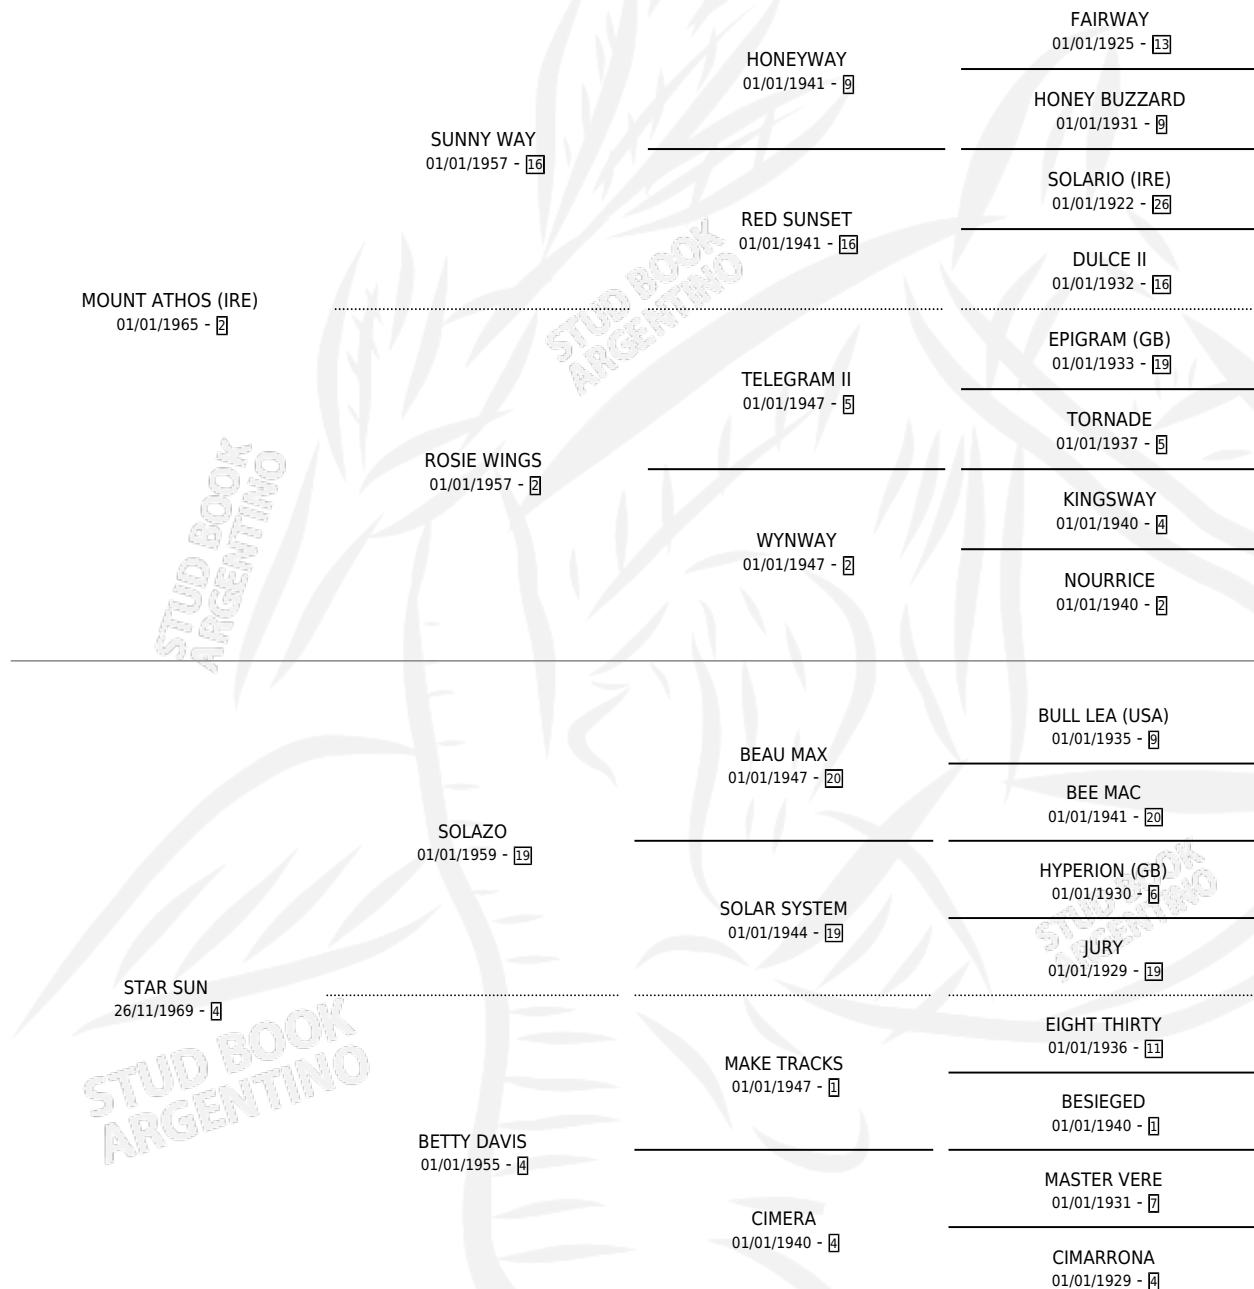 FAIRWAY
01/01/1925 - 13
HONEYWAY
01/01/1941 - 9
HONEY BUZZARD
01/01/1931 - 9
SUNNY WAY
01/01/1957 - 16
SOLARIO (IRE)
01/01/1922 - 26
RED SUNSET
01/01/1941 - 16
DULCE II
01/01/1932 - 16
MOUNT ATHOS (IRE)
01/01/1965 - 2
EPIGRAM (GB)
01/01/1933 - 19
TELEGRAM II
01/01/1947 - 5
TORNADE
01/01/1937 - 5
ROSIE WINGS
01/01/1957 - 2
KINGSWAY
01/01/1940 - 4
WYNWAY
01/01/1947 - 2
NOURRICE
01/01/1940 - 2
BULL LEA (USA)
01/01/1935 - 9
BEAU MAX
01/01/1947 - 20
BEE MAC
01/01/1941 - 20
SOLAZO
01/01/1959 - 19
HYPERION (GB)
01/01/1930 - 6
SOLAR SYSTEM
01/01/1944 - 19
JURY
01/01/1929 - 19
STAR SUN
26/11/1969 - 4
EIGHT THIRTY
01/01/1936 - 11
MAKE TRACKS
01/01/1947 - 1
BESIEGED
01/01/1940 - 1
BETTY DAVIS
01/01/1955 - 4
MASTER VERE
01/01/1931 - 7
CIMERA
01/01/1940 - 4
CIMARRONA
01/01/1929 - 4
STUD BOOK
ARGENTINO
STUD BOOK
ARGENTINO
STUD BOOK
ARGENTINO
STUD BOOK
ARGENTINO